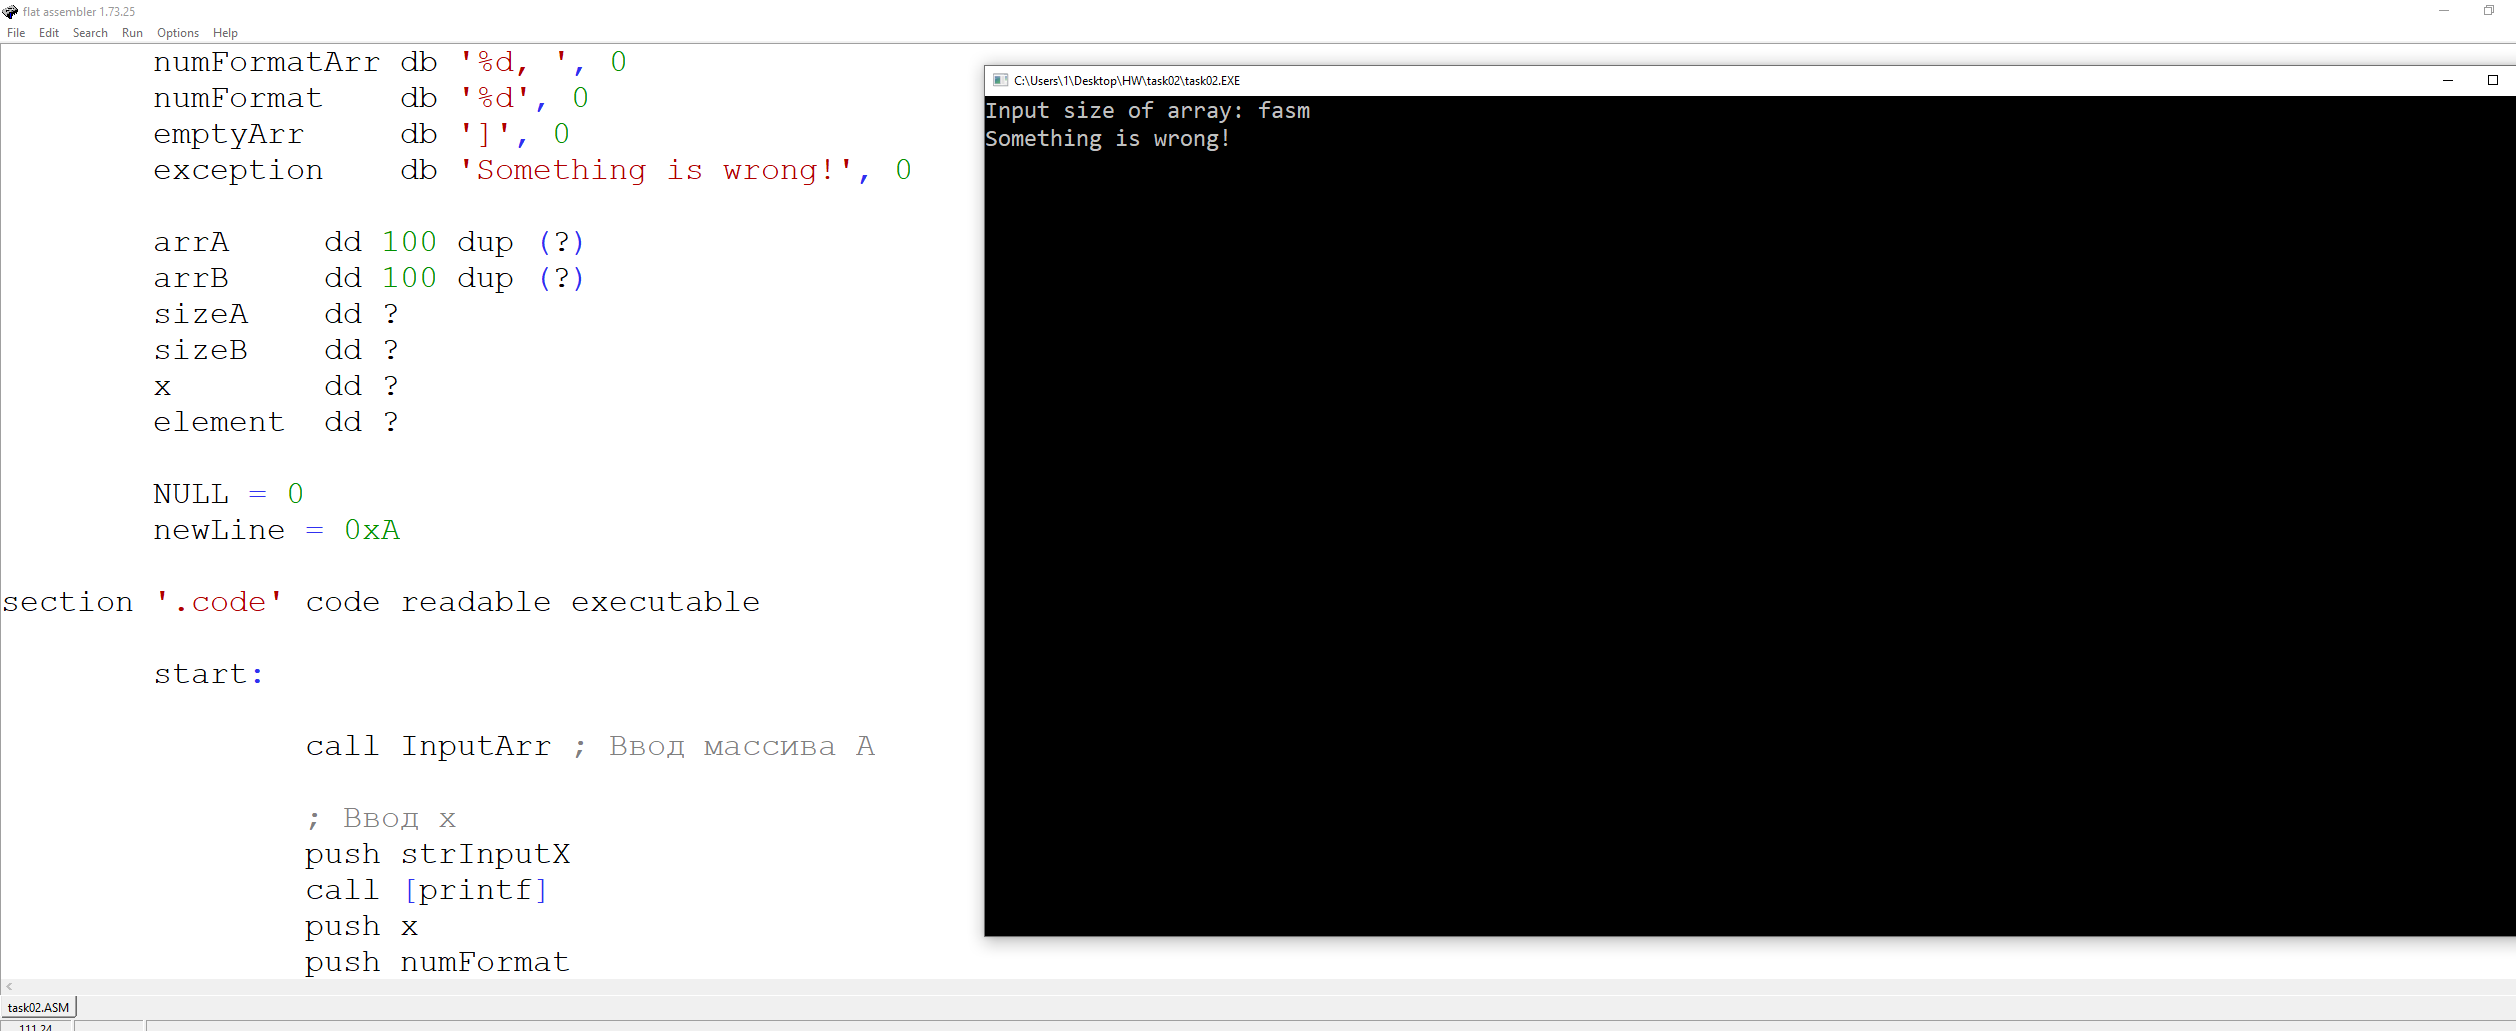 flat assembler 1.73.25
File Edit Search Run Options Help
numFormatArr db '%d, ', 0
numFormat db '%d', 0
emptyArr db ']', 0
exception db 'Something is wrong!', 0
arrA dd 100 dup (?)
arrB dd 100 dup (?)
sizeA dd ?
sizeB dd ?
x dd ?
element dd ?
NULL = 0
newLine = 0xA
section '.code' code readable executable
start:
call InputArr ; Ввод массива A
; Ввод x
push strInputX
call [printf]
push x
push numFormat
task02.ASM
111,24
C:\Users\1\Desktop\HW\task02\task02.EXE
Input size of array: fasm
Something is wrong!